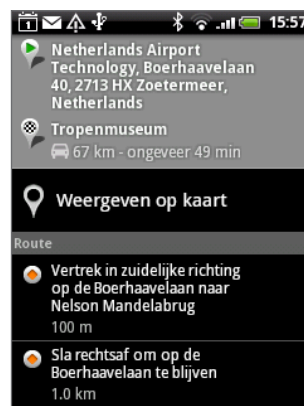 1
15:57
Netherlands Airport
Technology, Boerhaavelaan
40, 2713 HX Zoetermeer,
Netherlands
Tropenmuseum
67 km - ongeveer 49 min
Weergeven op kaart
Route
Vertrek in zuidelijke richting
op de Boerhaavelaan naar
Nelson Mandelabrug
100 m
Sla rechtsaf om op de
Boerhaavelaan te blijven
1.0 km